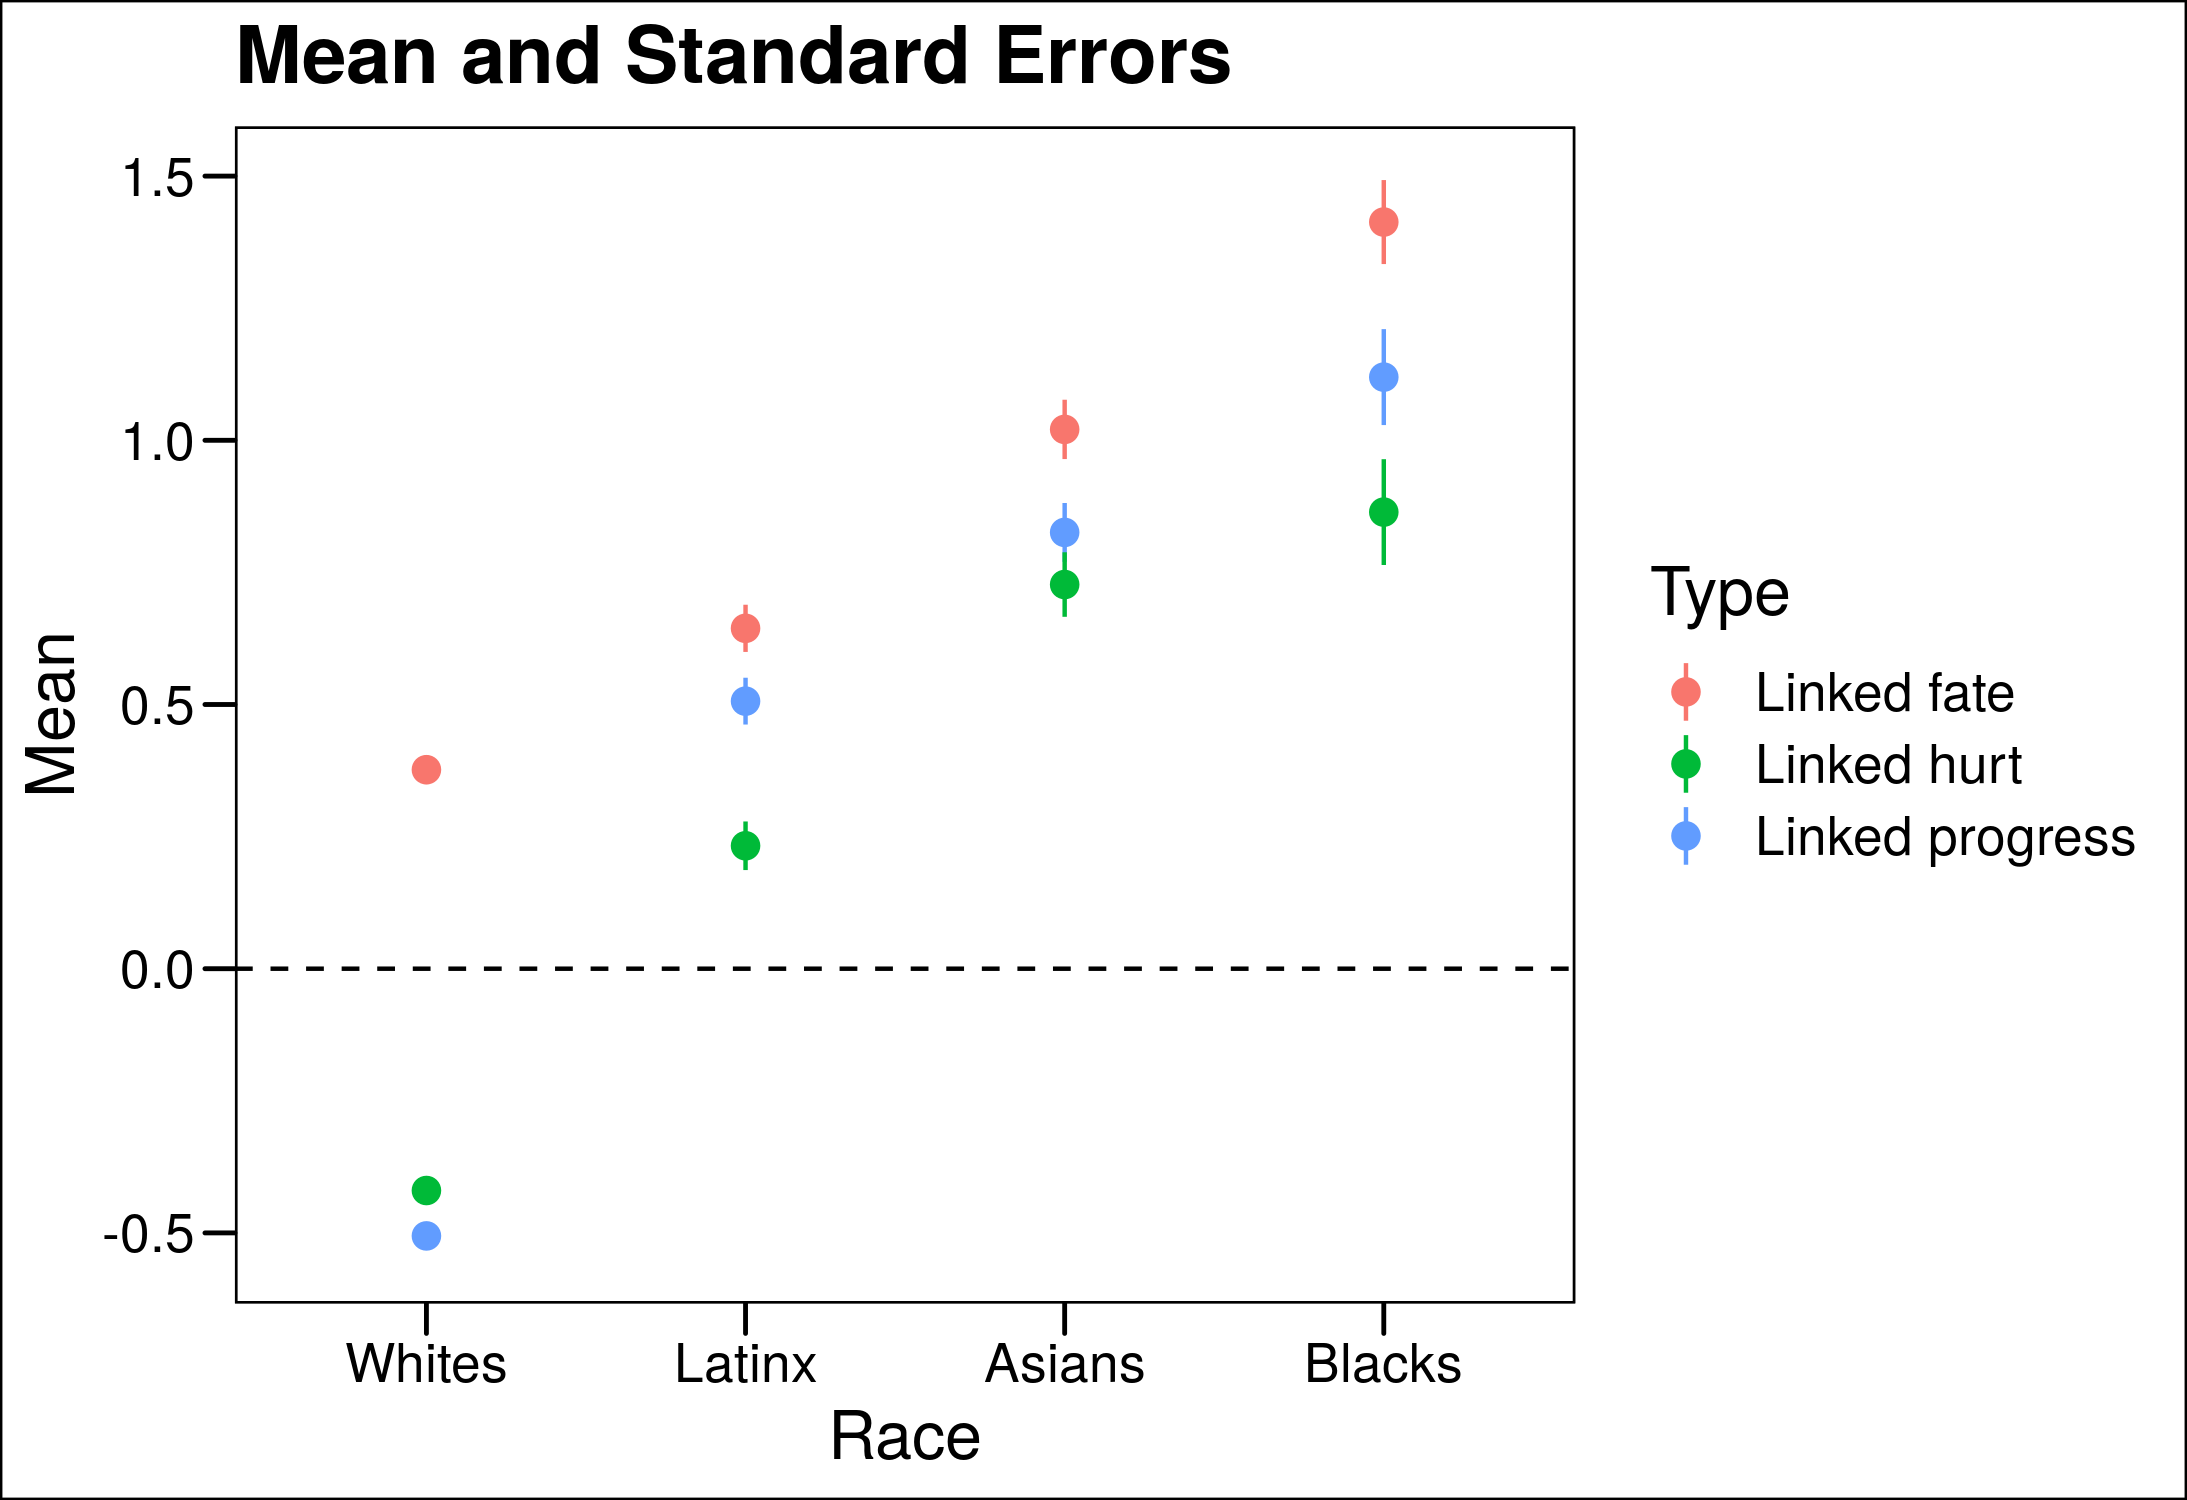 Mean and Standard Errors
Mean
1.5
1.0
0.5
0.0
-0.5
Whites
Latinx
Asians
Blacks
Race
Type
Linked fate
Linked hurt
Linked progress